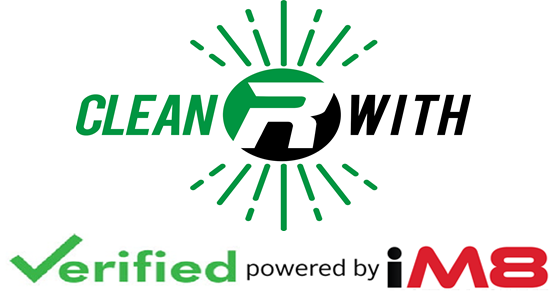 CLEAN R WITH
Verified powered by iM8